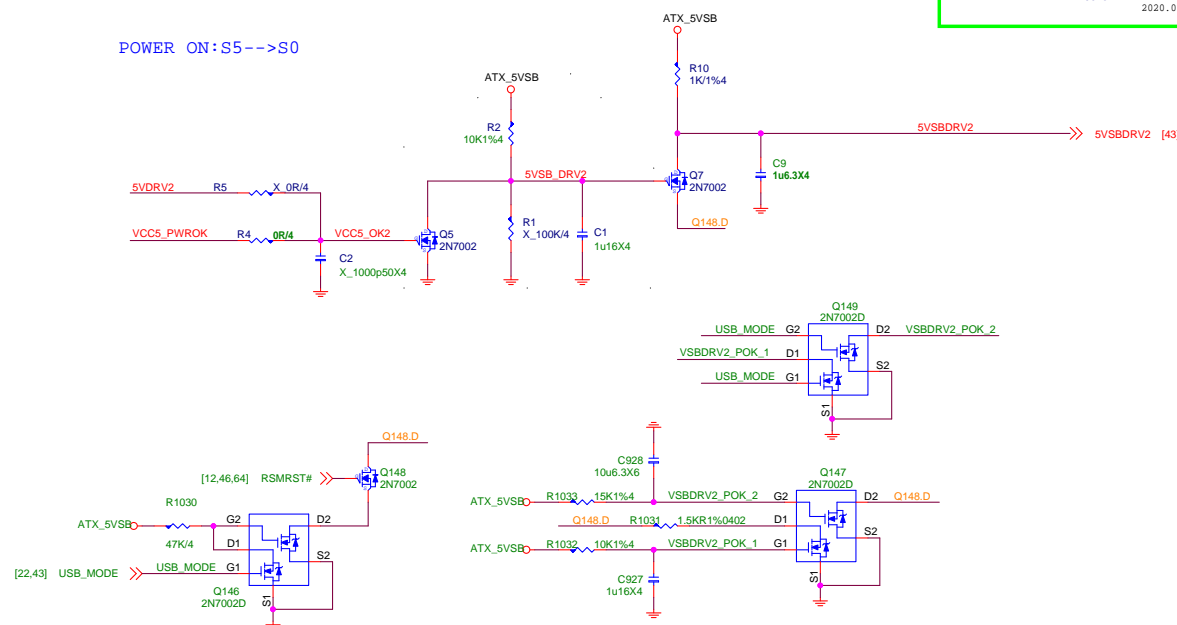 2020.0
POWER ON:S5-->S0
ATX_5VSB
R10
1K/1%4
ATX_5VSB
R2
10K1%4
5VSBDRV2
5VSBDRV2 [43
C9
1u6.3X4
5VSB_DRV2
Q7
2N7002
5VDRV2 R5 X_0R/4
Q148.D
VCC5_PWROK R4 0R/4 VCC5_OK2
Q5
2N7002
R1
X_100K/4
C1
1u16X4
C2
X_1000p50X4
Q149
2N7002D
USB_MODE G2 D2 VSBDRV2_POK_2
VSBDRV2_POK_1 D1
S2
USB_MODE G1
S1
Q148.D
[12,46,64] RSMRST#
Q148
2N7002
R1030
ATX_5VSB
47K/4
G2 D2
D1
S2
[22,43] USB_MODE USB_MODE G1
S1
Q146
2N7002D
C928
10u6.3X6
Q147
2N7002D
ATX_5VSB R1033 15K1%4 VSBDRV2_POK_2 G2 D2 Q148.D
Q148.D R1031 1.5KR1%0402 D1
S2
ATX_5VSB R1032 10K1%4 VSBDRV2_POK_1 G1
S1
C927
1u16X4